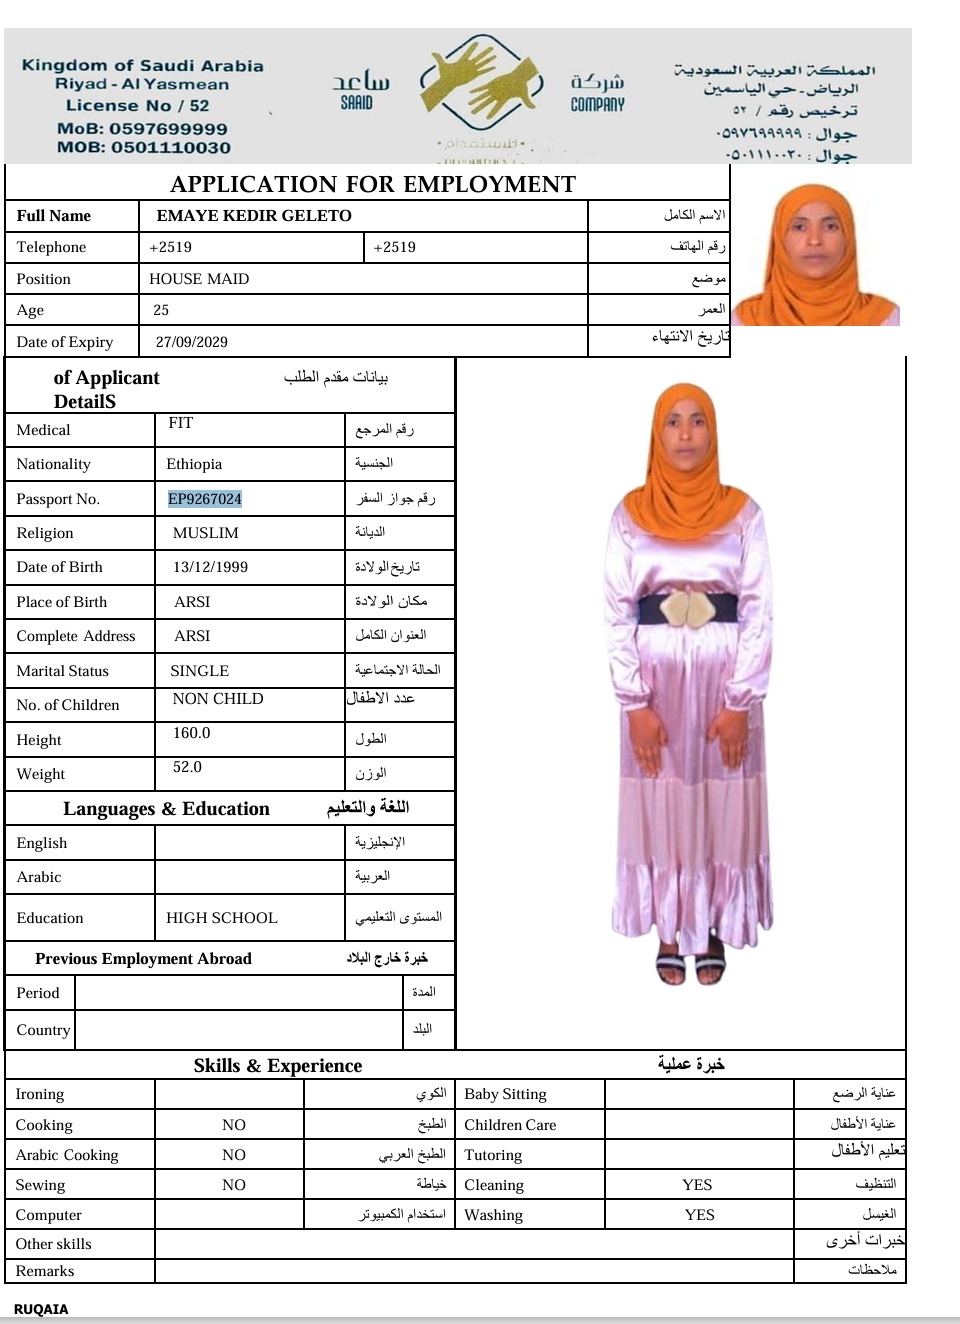 Kingdom of Saudi Arabia
Riyad - Al Yasmean
License No / 52
MoB: 0597699999
MOB: 0501110030
ساعد
SAAID
شركة
COMPANY
للاستقدام
المملكة العربية السعودية
الرياض - حي الياسمين
ترخيص رقم / ٥٢
جوال : ٠٥٩٧٦٩٩٩٩٩
جوال : ٠٥٠١١١٠٠٣٠
APPLICATION FOR EMPLOYMENT
Full Name EMAYE KEDIR GELETO الاسم الكامل
Telephone +2519 +2519 رقم الهاتف
Position HOUSE MAID موضع
Age 25 العمر
Date of Expiry 27/09/2029 تاريخ الانتهاء
of Applicant بيانات مقدم الطلب
DetailS
Medical FIT رقم المرجع
Nationality Ethiopia الجنسية
Passport No. EP9267024 رقم جواز السفر
Religion MUSLIM الديانة
Date of Birth 13/12/1999 تاريخ الولادة
Place of Birth ARSI مكان الولادة
Complete Address ARSI العنوان الكامل
Marital Status SINGLE الحالة الاجتماعية
No. of Children NON CHILD عدد الاطفال
Height 160.0 الطول
Weight 52.0 الوزن
Languages & Education اللغة والتعليم
English الإنجليزية
Arabic العربية
Education HIGH SCHOOL المستوى التعليمي
Previous Employment Abroad خبرة خارج البلاد
Period المدة
Country البلد
Skills & Experience خبرة عملية
Ironing الكوي Baby Sitting عناية الرضع
Cooking NO الطبخ Children Care عناية الأطفال
Arabic Cooking NO الطبخ العربي Tutoring تعليم الأطفال
Sewing NO خياطة Cleaning YES التنظيف
Computer استخدام الكمبيوتر Washing YES الغيسل
Other skills خبرات أخرى
Remarks ملاحظات
RUQAIA